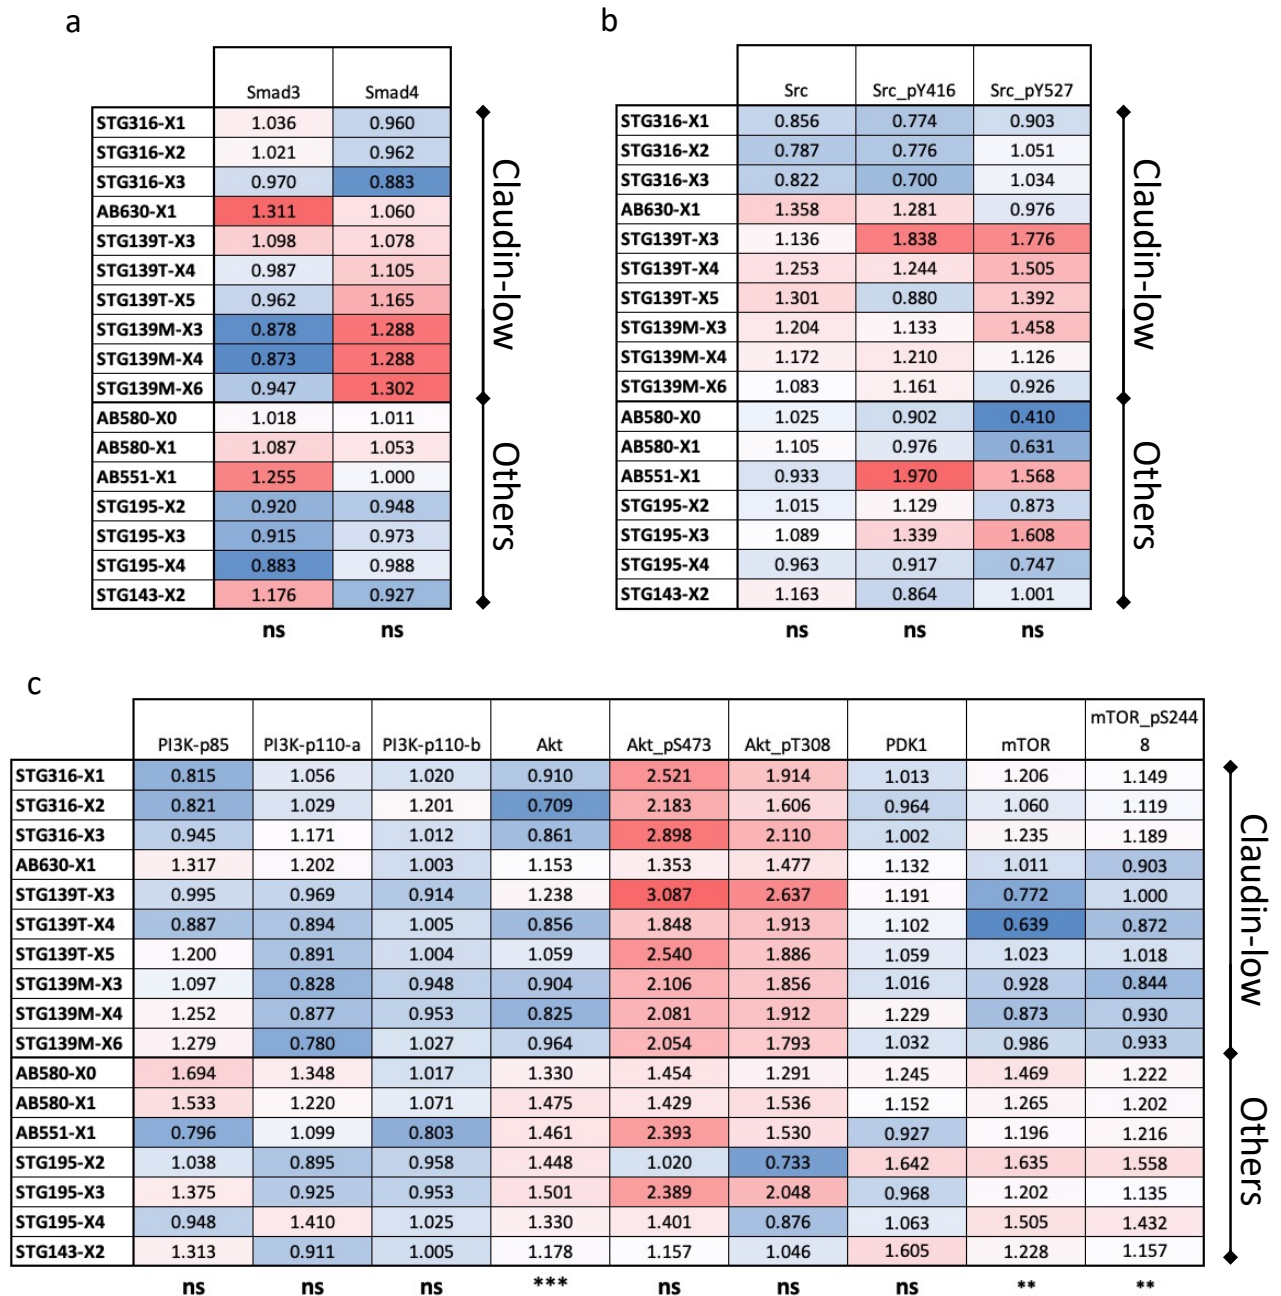 a
Smad3 Smad4
STG316-X1 1.036 0.960
STG316-X2 1.021 0.962
STG316-X3 0.970 0.883
AB630-X1 1.311 1.060
STG139T-X3 1.098 1.078
STG139T-X4 0.987 1.105
STG139T-X5 0.962 1.165
STG139M-X3 0.878 1.288
STG139M-X4 0.873 1.288
STG139M-X6 0.947 1.302
AB580-X0 1.018 1.011
AB580-X1 1.087 1.053
AB551-X1 1.255 1.000
STG195-X2 0.920 0.948
STG195-X3 0.915 0.973
STG195-X4 0.883 0.988
STG143-X2 1.176 0.927
ns ns
Claudin-low
Others
b
Src Src_pY416 Src_pY527
STG316-X1 0.856 0.774 0.903
STG316-X2 0.787 0.776 1.051
STG316-X3 0.822 0.700 1.034
AB630-X1 1.358 1.281 0.976
STG139T-X3 1.136 1.838 1.776
STG139T-X4 1.253 1.244 1.505
STG139T-X5 1.301 0.880 1.392
STG139M-X3 1.204 1.133 1.458
STG139M-X4 1.172 1.210 1.126
STG139M-X6 1.083 1.161 0.926
AB580-X0 1.025 0.902 0.410
AB580-X1 1.105 0.976 0.631
AB551-X1 0.933 1.970 1.568
STG195-X2 1.015 1.129 0.873
STG195-X3 1.089 1.339 1.608
STG195-X4 0.963 0.917 0.747
STG143-X2 1.163 0.864 1.001
ns ns ns
Claudin-low
Others
c
PI3K-p85 PI3K-p110-a PI3K-p110-b Akt Akt_pS473 Akt_pT308 PDK1 mTOR mTOR_pS244
8
STG316-X1 0.815 1.056 1.020 0.910 2.521 1.914 1.013 1.206 1.149
STG316-X2 0.821 1.029 1.201 0.709 2.183 1.606 0.964 1.060 1.119
STG316-X3 0.945 1.171 1.012 0.861 2.898 2.110 1.002 1.235 1.189
AB630-X1 1.317 1.202 1.003 1.153 1.353 1.477 1.132 1.011 0.903
STG139T-X3 0.995 0.969 0.914 1.238 3.087 2.637 1.191 0.772 1.000
STG139T-X4 0.887 0.894 1.005 0.856 1.848 1.913 1.102 0.639 0.872
STG139T-X5 1.200 0.891 1.004 1.059 2.540 1.886 1.059 1.023 1.018
STG139M-X3 1.097 0.828 0.948 0.904 2.106 1.856 1.016 0.928 0.844
STG139M-X4 1.252 0.877 0.953 0.825 2.081 1.912 1.229 0.873 0.930
STG139M-X6 1.279 0.780 1.027 0.964 2.054 1.793 1.032 0.986 0.933
AB580-X0 1.694 1.348 1.017 1.330 1.454 1.291 1.245 1.469 1.222
AB580-X1 1.533 1.220 1.071 1.475 1.429 1.536 1.152 1.265 1.202
AB551-X1 0.796 1.099 0.803 1.461 2.393 1.530 0.927 1.196 1.216
STG195-X2 1.038 0.895 0.958 1.448 1.020 0.733 1.642 1.635 1.558
STG195-X3 1.375 0.925 0.953 1.501 2.389 2.048 0.968 1.202 1.135
STG195-X4 0.948 1.410 1.025 1.330 1.401 0.876 1.063 1.505 1.432
STG143-X2 1.313 0.911 1.005 1.178 1.157 1.046 1.605 1.228 1.157
ns ns ns *** ns ns ns ** **
Claudin-low
Others